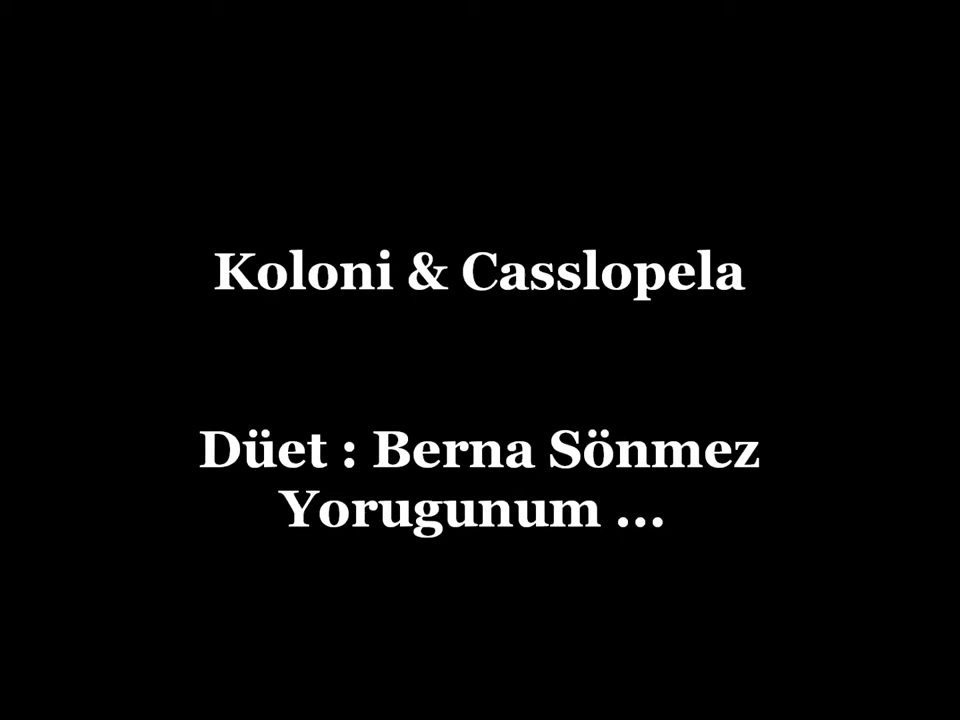 Koloni & Casslopela
Düet : Berna Sönmez
Yorugunum ...